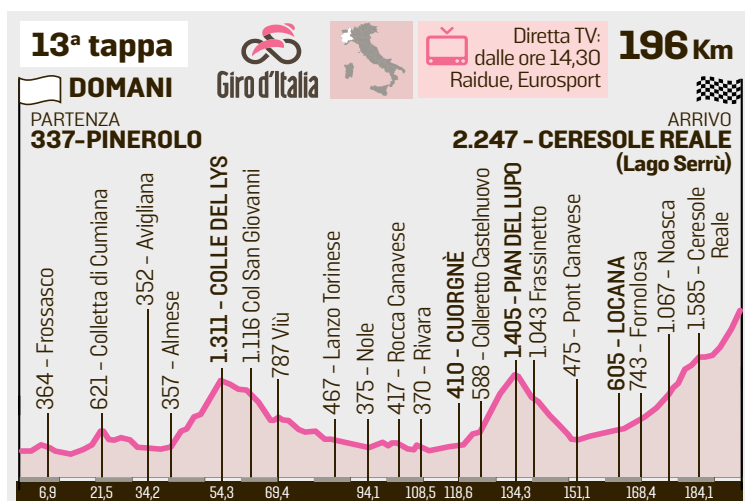 13ª tappa
Giro d'Italia
Diretta TV:
dalle ore 14,30
Raidue, Eurosport
196 Km
DOMANI
PARTENZA
337-PINEROLO
ARRIVO
2.247 - CERESOLE REALE
(Lago Serrù)
364 - Frossasco
621 - Colletta di Cumiana
352 - Avigliana
357 - Almese
1.311 - COLLE DEL LYS
1.116 Col San Giovanni
787 Viù
467 - Lanzo Torinese
375 - Nole
417 - Rocca Canavese
370 - Rivara
410 - CUORGNÈ
588 - Colleretto Castelnuovo
1.405 - PIAN DEL LUPO
1.043 Frassinetto
475 - Pont Canavese
605 - LOCANA
743 - Fornolosa
1.067 - Noasca
1.585 - Ceresole
Reale
6,9 21,5 34,2 54,3 69,4 94,1 108,5 118,6 134,3 151,1 168,4 184,1